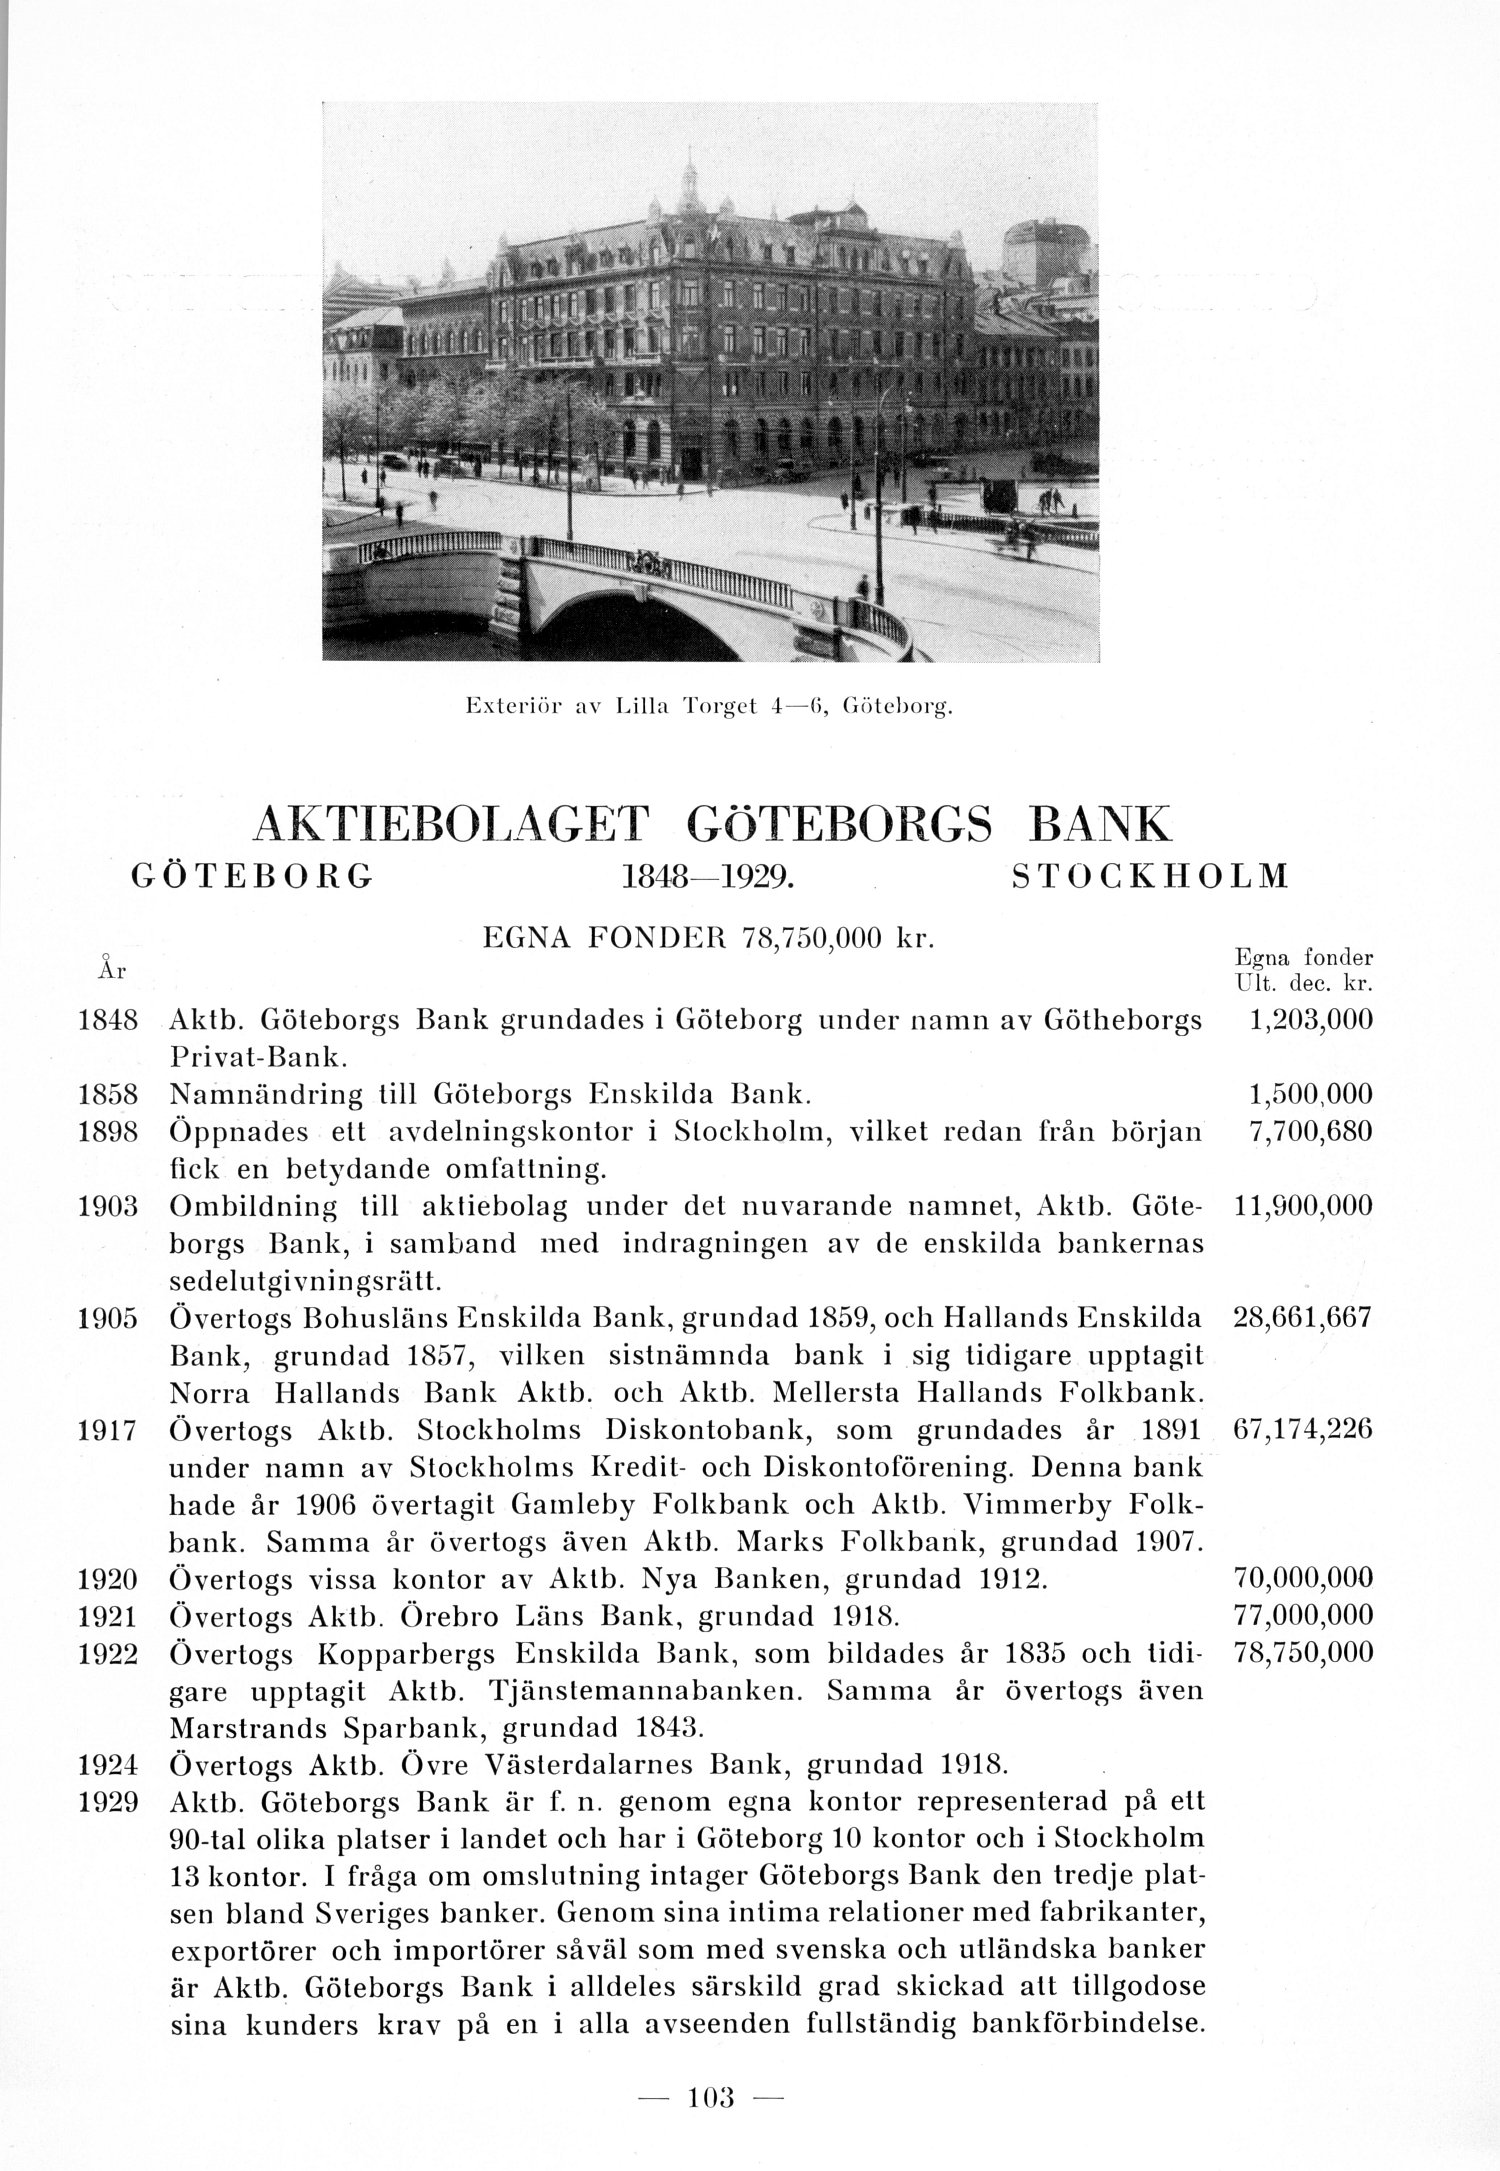 Exteriör av Lilla Torget 4—6, Göteborg.
AKTIEBOLAGET GÖTEBORGS BANK
GÖTEBORG 1848—1929. STOCKHOLM
EGNA FONDER 78,750,000 kr.
År Egna fonder
Ult. dec. kr.
1848 Aktb. Göteborgs Bank grundades i Göteborg under namn av Götheborgs 1,203,000
Privat-Bank.
1858 Namnändring till Göteborgs Enskilda Bank. 1,500,000
1898 Öppnades ett avdelningskontor i Stockholm, vilket redan från början 7,700,680
fick en betydande omfattning.
1903 Ombildning till aktiebolag under det nuvarande namnet, Aktb. Göte- 11,900,000
borgs Bank, i samband med indragningen av de enskilda bankernas
sedelutgivningsrätt.
1905 Övertogs Bohusläns Enskilda Bank, grundad 1859, och Hallands Enskilda 28,661,667
Bank, grundad 1857, vilken sistnämnda bank i sig tidigare upptagit
Norra Hallands Bank Aktb. och Aktb. Mellersta Hallands Folkbank.
1917 Övertogs Aktb. Stockholms Diskontobank, som grundades år 1891 67,174,226
under namn av Stockholms Kredit- och Diskontoförening. Denna bank
hade år 1906 övertagit Gamleby Folkbank och Aktb. Vimmerby Folk-
bank. Samma år övertogs även Aktb. Marks Folkbank, grundad 1907.
1920 Övertogs vissa kontor av Aktb. Nya Banken, grundad 1912. 70,000,000
1921 Övertogs Aktb. Örebro Läns Bank, grundad 1918. 77,000,000
1922 Övertogs Kopparbergs Enskilda Bank, som bildades år 1835 och tidi- 78,750,000
gare upptagit Aktb. Tjänstemannabanken. Samma år övertogs även
Marstrands Sparbank, grundad 1843.
1924 Övertogs Aktb. Övre Västerdalarnes Bank, grundad 1918.
1929 Aktb. Göteborgs Bank är f. n. genom egna kontor representerad på ett
90-tal olika platser i landet och har i Göteborg 10 kontor och i Stockholm
13 kontor. I fråga om omslutning intager Göteborgs Bank den tredje plat-
sen bland Sveriges banker. Genom sina intima relationer med fabrikanter,
exportörer och importörer såväl som med svenska och utländska banker
är Aktb. Göteborgs Bank i alldeles särskild grad skickad att tillgodose
sina kunders krav på en i alla avseenden fullständig bankförbindelse.
— 103 —